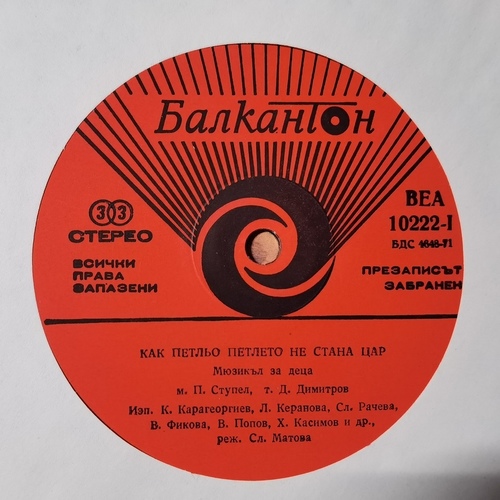 Балкантон
33
СТЕРЕО
ВСИЧКИ
ПРАВА
ЗАПАЗЕНИ
ВЕА
10222-I
БДС 4648-71
ПРЕЗАПИСЪТ
ЗАБРАНЕН
КАК ПЕТЛЬО ПЕТЛЕТО НЕ СТАНА ЦАР
Мюзикъл за деца
м. П. Ступел, т. Д. Димитров
Изп. К. Карагеоргиев, Л. Керанова, Сл. Рачева,
В. Фикова, В. Попов, Х. Касимов и др.,
реж. Сл. Матова